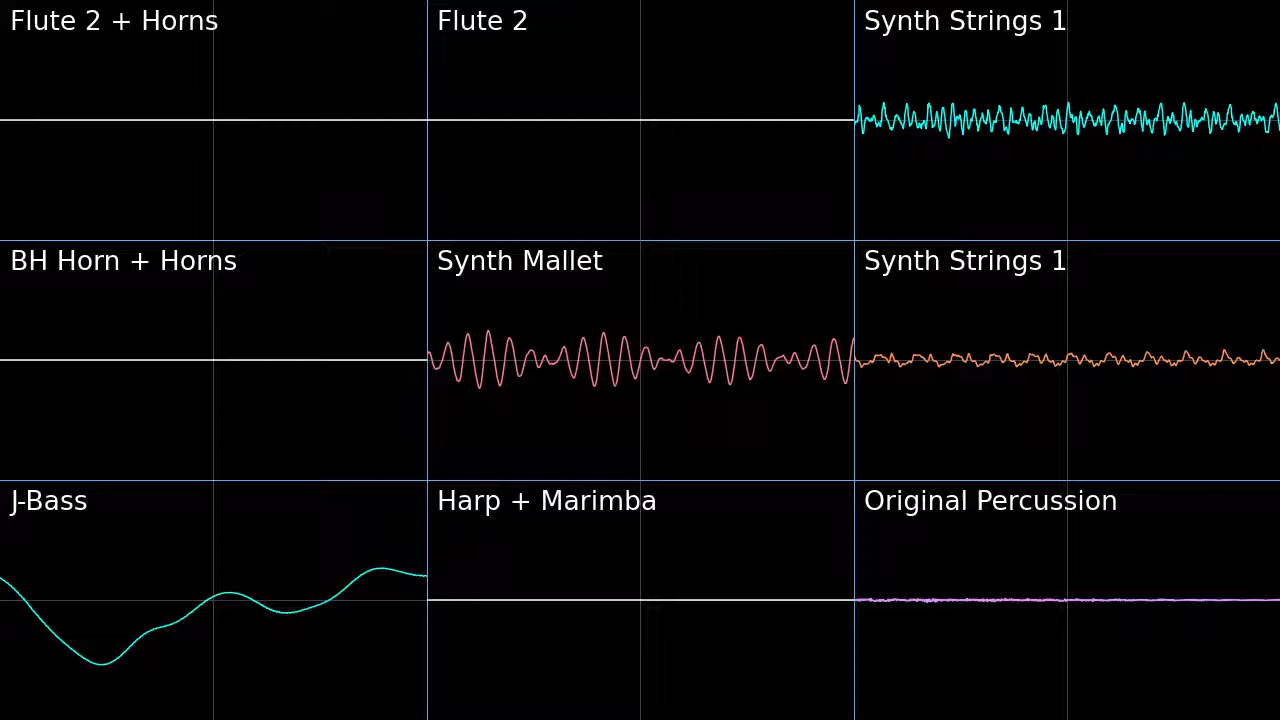 Flute 2 + Horns
Flute 2
Synth Strings 1
BH Horn + Horns
Synth Mallet
Synth Strings 1
J-Bass
Harp + Marimba
Original Percussion